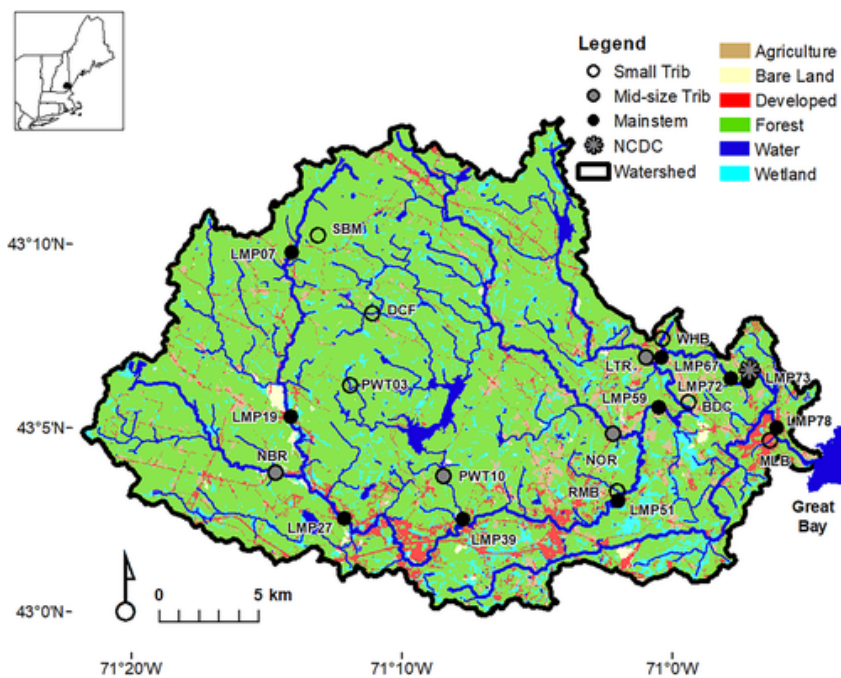 Legend
Small Trib
Mid-size Trib
Mainstem
NCDC
Watershed
Agriculture
Bare Land
Developed
Forest
Water
Wetland
43°10'N
43°5'N
43°0'N
SBM
LMP07
DCF
WHB
LTR
LMP67
LMP73
LMP72
PWT03
LMP59
BDC
LMP19
LMP78
NBR
NOR
MLB
PWT10
RMB
LMP51
Great
Bay
LMP27
LMP39
0 5 km
71°20'W 71°10'W 71°0'W